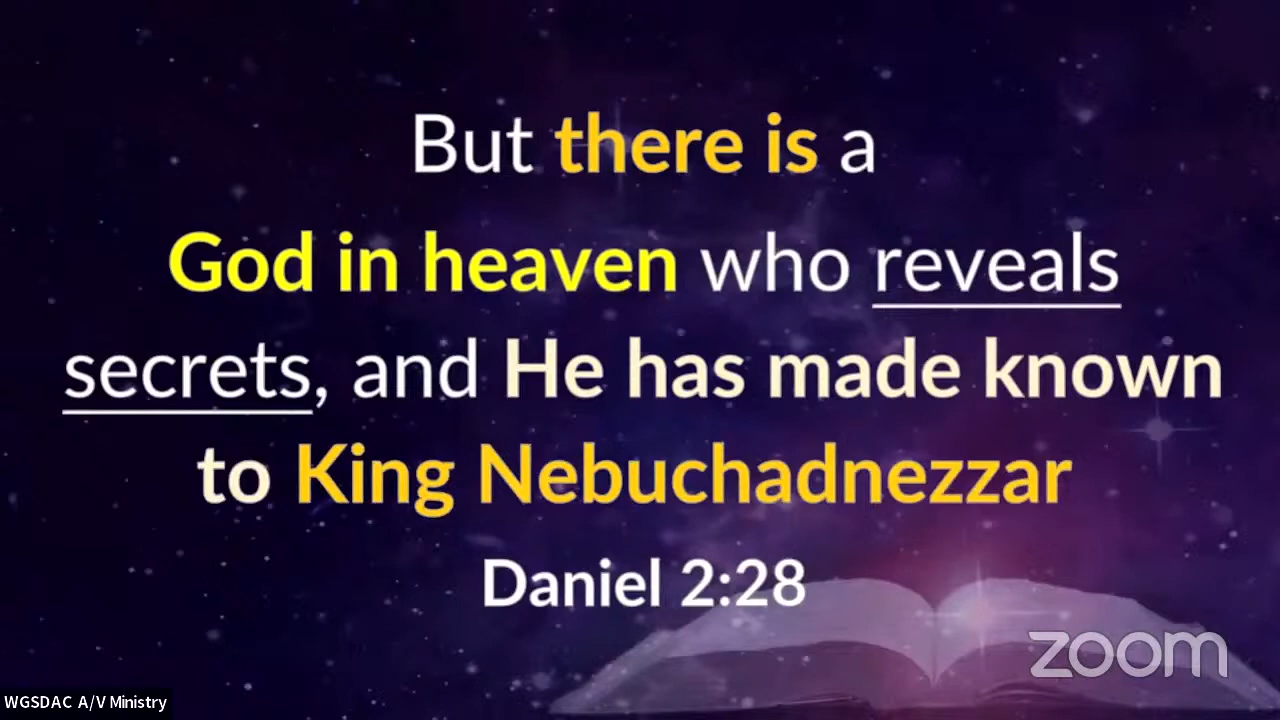 But there is a
God in heaven who reveals
secrets, and He has made known
to King Nebuchadnezzar
Daniel 2:28
zoom
WGSDAC A/V Ministry